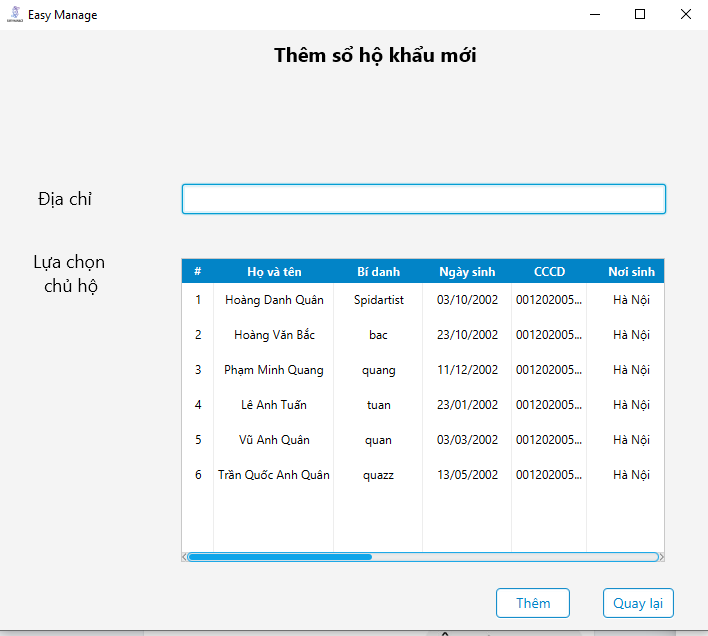 Easy Manage
Thêm sổ hộ khẩu mới
Địa chỉ
Lựa chọn
chủ hộ
# Họ và tên Bí danh Ngày sinh CCCD Nơi sinh
1 Hoàng Danh Quân Spidartist 03/10/2002 001202005... Hà Nội
2 Hoàng Văn Bắc bac 23/10/2002 001202005... Hà Nội
3 Phạm Minh Quang quang 11/12/2002 001202005... Hà Nội
4 Lê Anh Tuấn tuan 23/01/2002 001202005... Hà Nội
5 Vũ Anh Quân quan 03/03/2002 001202005... Hà Nội
6 Trần Quốc Anh Quân quazz 13/05/2002 001202005... Hà Nội
Thêm Quay lại